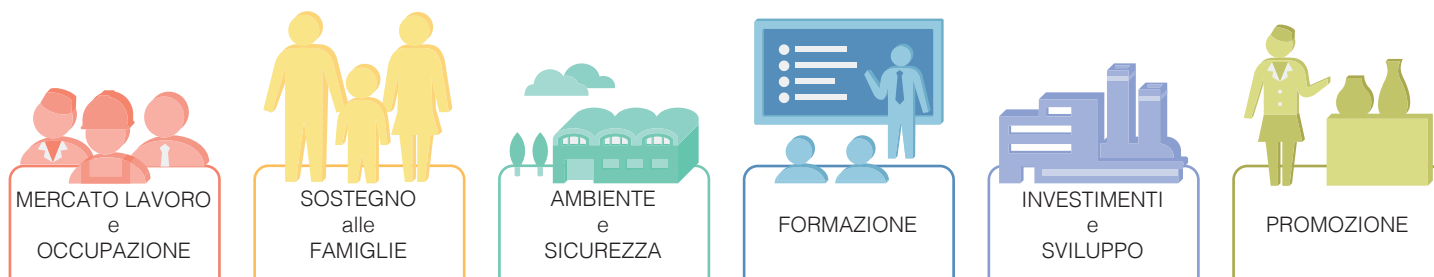 MERCATO LAVORO
e
OCCUPAZIONE
SOSTEGNO
alle
FAMIGLIE
AMBIENTE
e
SICUREZZA
FORMAZIONE
INVESTIMENTI
e
SVILUPPO
PROMOZIONE